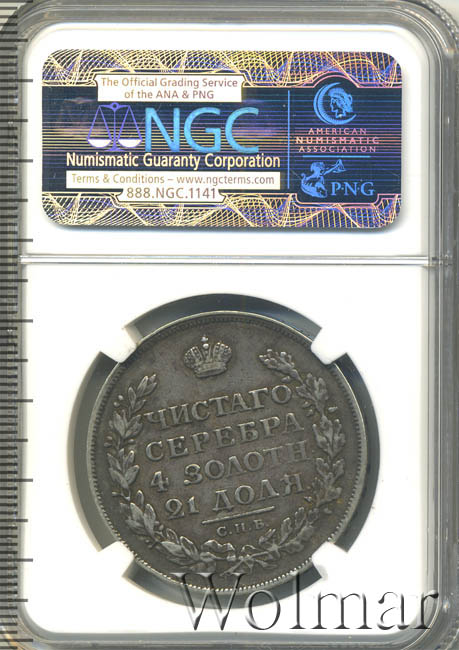 The Official Grading Service
of the ANA & PNG
NGC
Numismatic Guaranty Corporation
Terms & Conditions – www.ngcterms.com
888.NGC.1141
AMERICAN
NUMISMATIC
ASSOCIATION
PNG
ЧИСТАГО
СЕРЕБРА
4 ЗОЛОТН.
21 ДОЛЯ
С.П.Б.
Wolmar